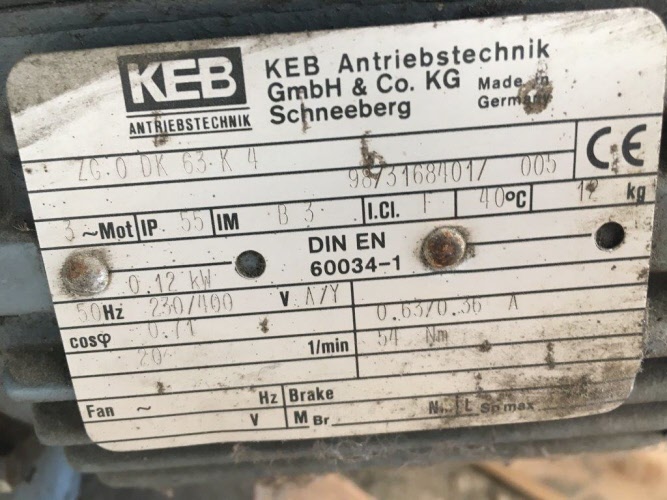 KEB
ANTRIEBSTECHNIK
KEB Antriebstechnik
GmbH & Co. KG
Schneeberg
Made in
Germany
ZG.0 DK 63.K 4
98/3168401/ 005
CE
3 ~Mot IP 55 IM B 3 I.Cl. F 40°C 12 kg
DIN EN
60034-1
0.12 kW
50Hz 230/400 V Δ/Y 0.63/0.36 A
cosφ 0.71
20 1/min 54 Nm
Fan ~ Hz Brake
V M Br